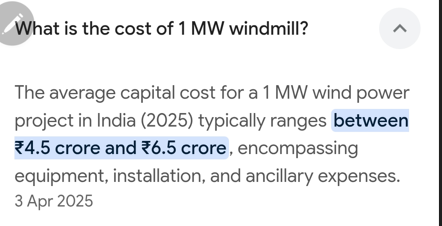 What is the cost of 1 MW windmill?
The average capital cost for a 1 MW wind power
project in India (2025) typically ranges between
₹4.5 crore and ₹6.5 crore, encompassing
equipment, installation, and ancillary expenses.
3 Apr 2025